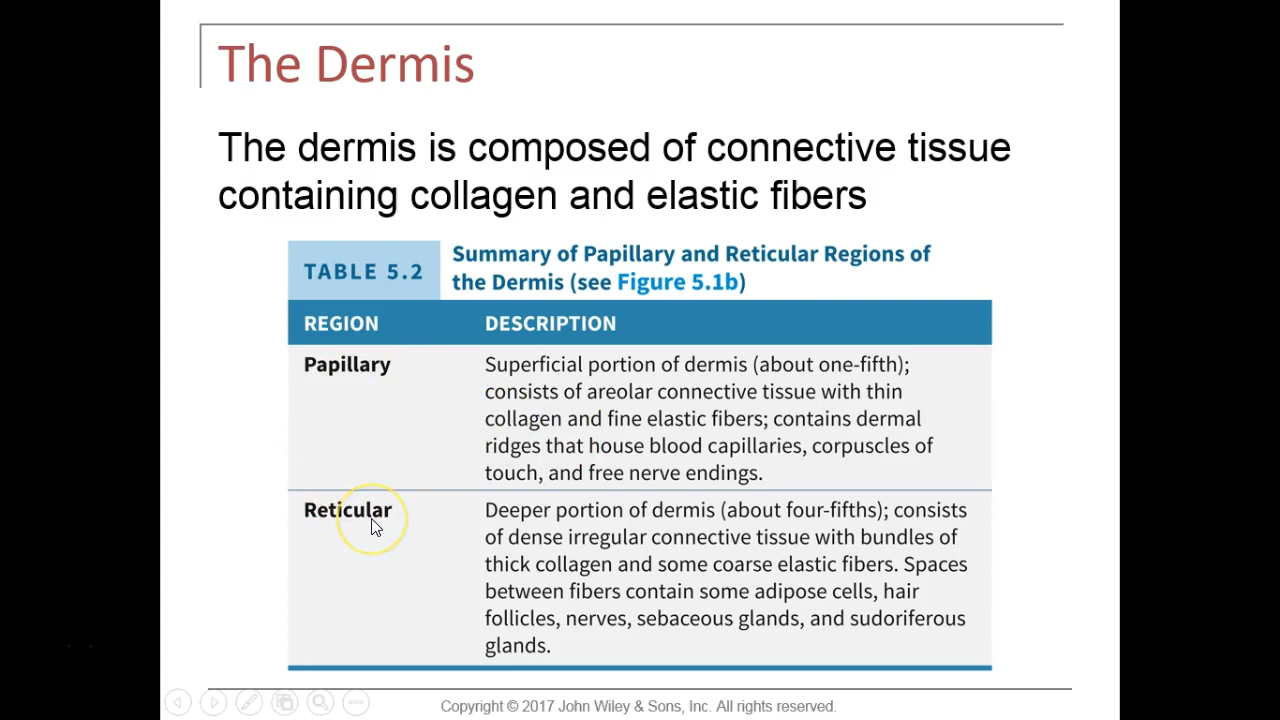 The Dermis
The dermis is composed of connective tissue
containing collagen and elastic fibers
TABLE 5.2
Summary of Papillary and Reticular Regions of
the Dermis (see Figure 5.1b)
REGION DESCRIPTION
Papillary Superficial portion of dermis (about one-fifth);
consists of areolar connective tissue with thin
collagen and fine elastic fibers; contains dermal
ridges that house blood capillaries, corpuscles of
touch, and free nerve endings.
Reticular Deeper portion of dermis (about four-fifths); consists
of dense irregular connective tissue with bundles of
thick collagen and some coarse elastic fibers. Spaces
between fibers contain some adipose cells, hair
follicles, nerves, sebaceous glands, and sudoriferous
glands.
Copyright © 2017 John Wiley & Sons, Inc. All rights reserved.